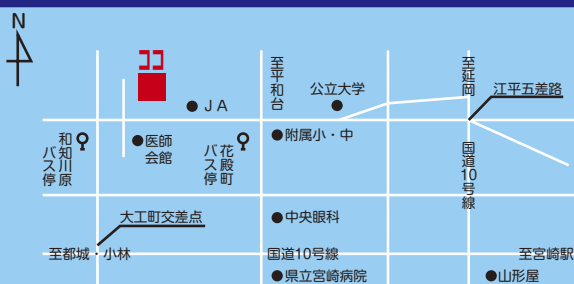 N
ココ
至平和台
公立大学
至延岡
江平五差路
JA
附属小・中
和知川原
バス停
医師
会館
花殿町
バス停
国道10号線
大工町交差点
中央眼科
至都城・小林
国道10号線
至宮崎駅
県立宮崎病院
山形屋